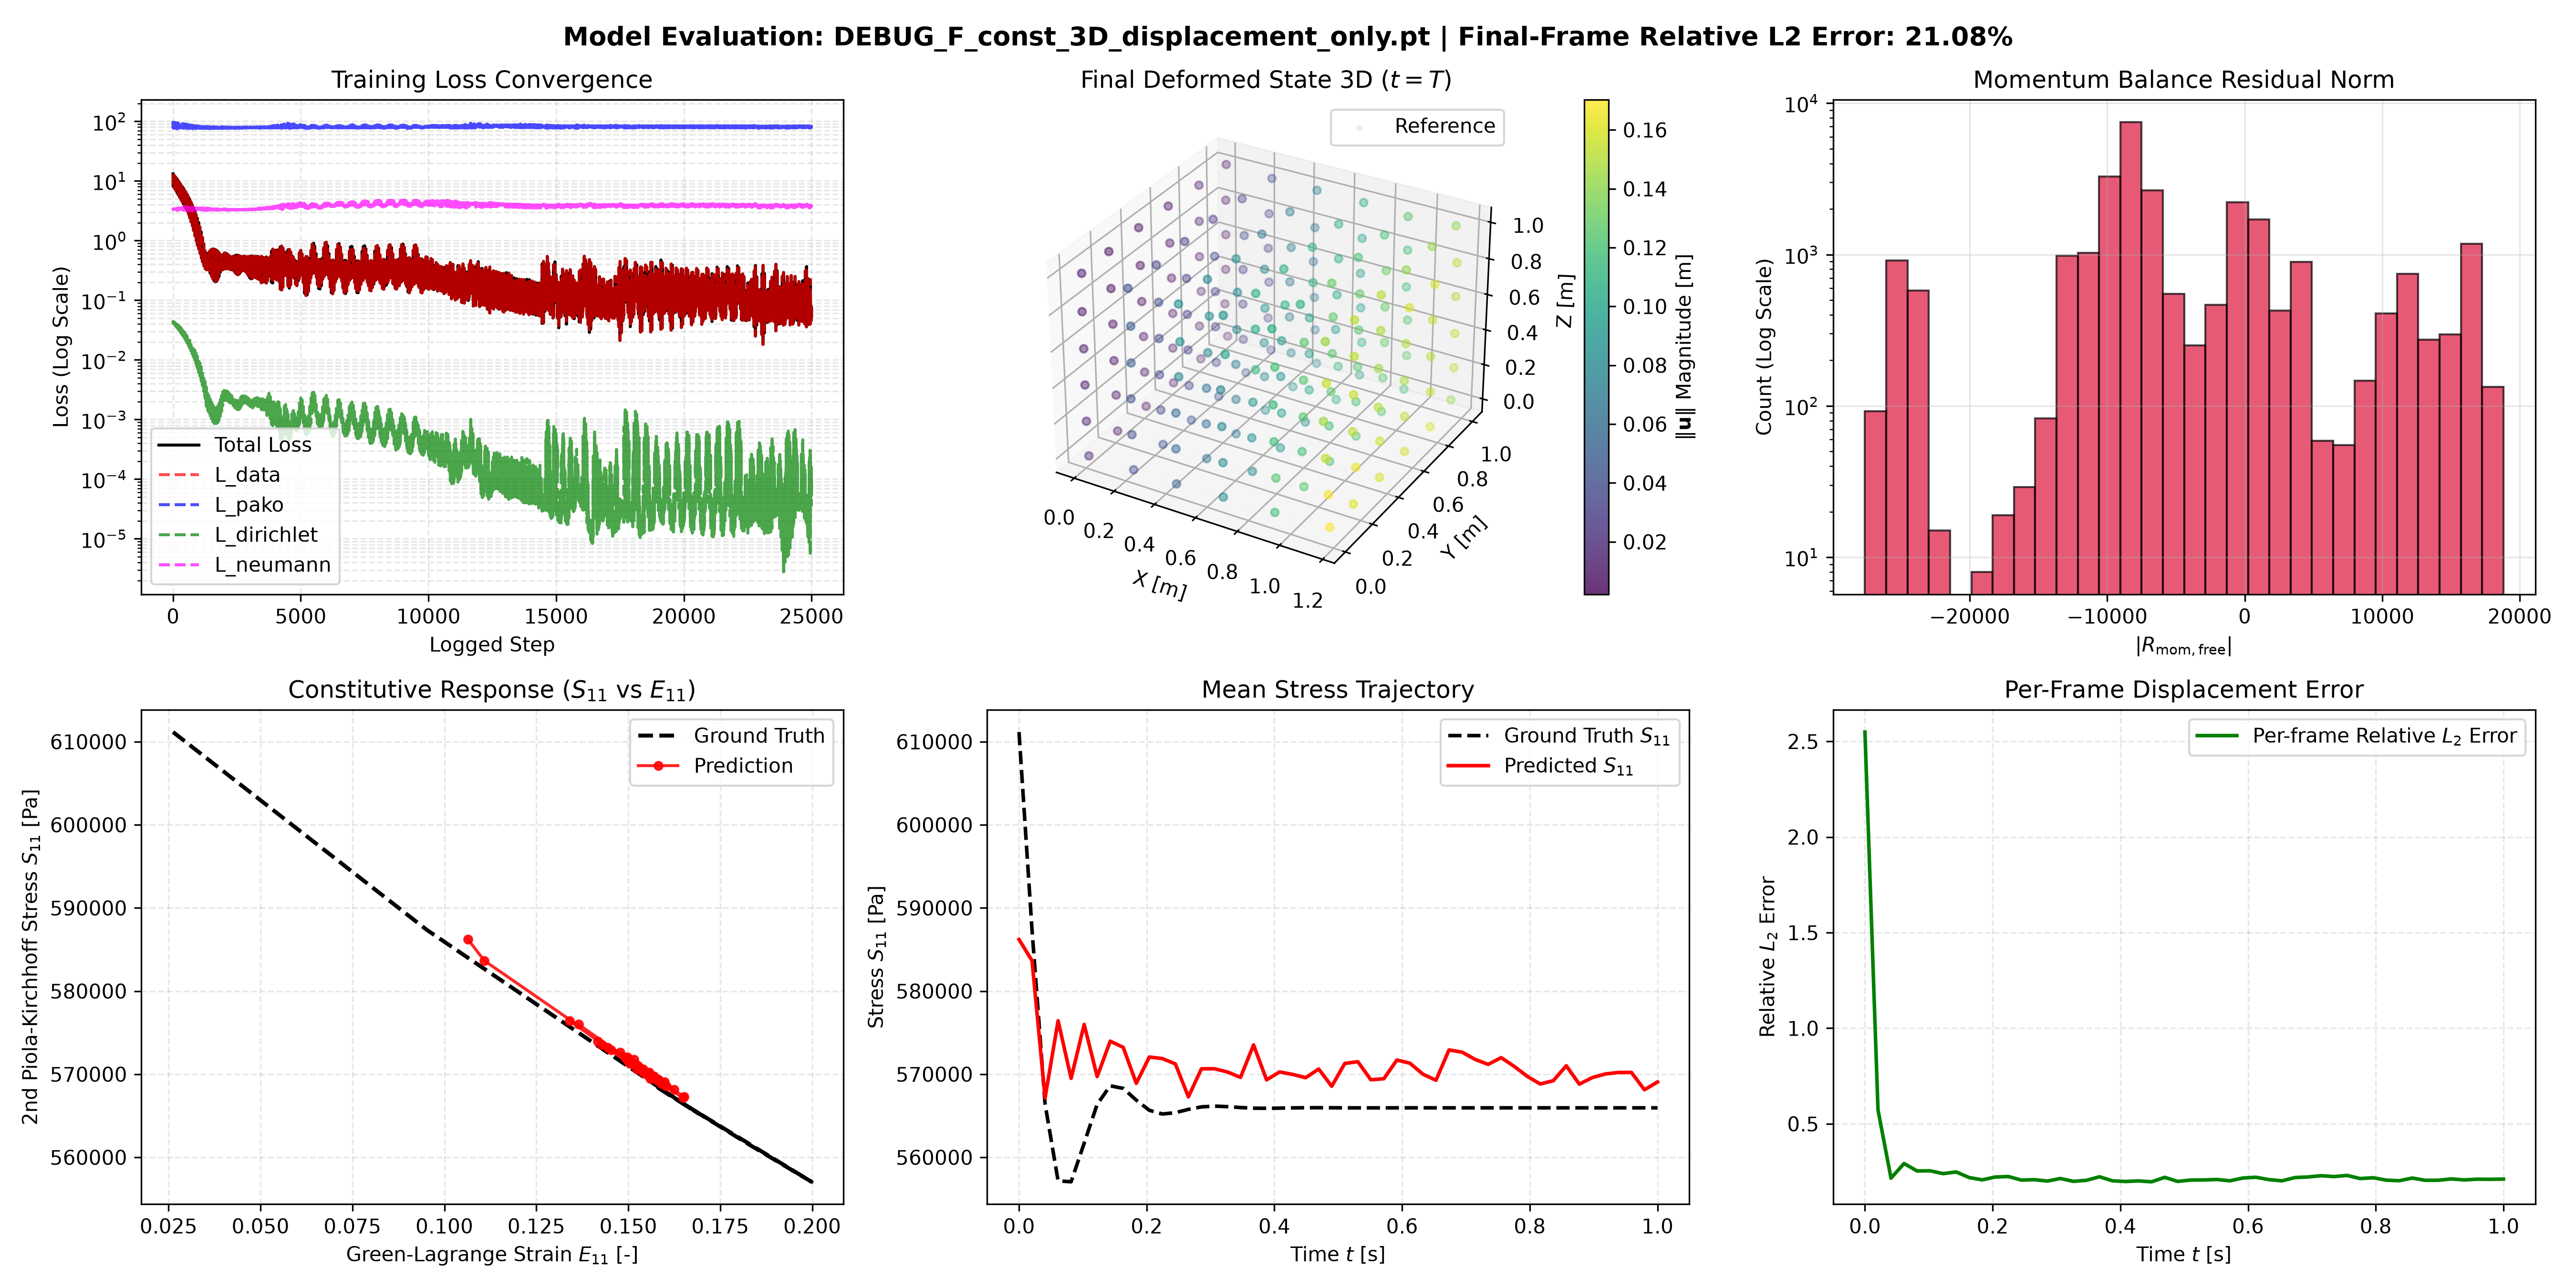 Model Evaluation: DEBUG_F_const_3D_displacement_only.pt | Final-Frame Relative L2 Error: 21.08%
Training Loss Convergence
10²
10¹
10⁰
10⁻¹
10⁻²
10⁻³
10⁻⁴
10⁻⁵
Loss (Log Scale)
Total Loss
L_data
L_pako
L_dirichlet
L_neumann
0 5000 10000 15000 20000 25000
Logged Step
Final Deformed State 3D (t = T)
Reference
0.0 0.2 0.4 0.6 0.8 1.0 1.2
X [m]
0.0 0.2 0.4 0.6 0.8 1.0
Y [m]
1.0
0.8
0.6
0.4
0.2
0.0
Z [m]
0.16
0.14
0.12
0.10
0.08
0.06
0.04
0.02
‖u‖ Magnitude [m]
Momentum Balance Residual Norm
10⁴
10³
10²
10¹
Count (Log Scale)
−20000 −10000 0 10000 20000
|R_mom, free|
Constitutive Response (S₁₁ vs E₁₁)
610000
600000
590000
580000
570000
560000
2nd Piola-Kirchhoff Stress S₁₁ [Pa]
Ground Truth
Prediction
0.025 0.050 0.075 0.100 0.125 0.150 0.175 0.200
Green-Lagrange Strain E₁₁ [-]
Mean Stress Trajectory
610000
600000
590000
580000
570000
560000
Stress S₁₁ [Pa]
Ground Truth S₁₁
Predicted S₁₁
0.0 0.2 0.4 0.6 0.8 1.0
Time t [s]
Per-Frame Displacement Error
2.5
2.0
1.5
1.0
0.5
Relative L₂ Error
Per-frame Relative L₂ Error
0.0 0.2 0.4 0.6 0.8 1.0
Time t [s]